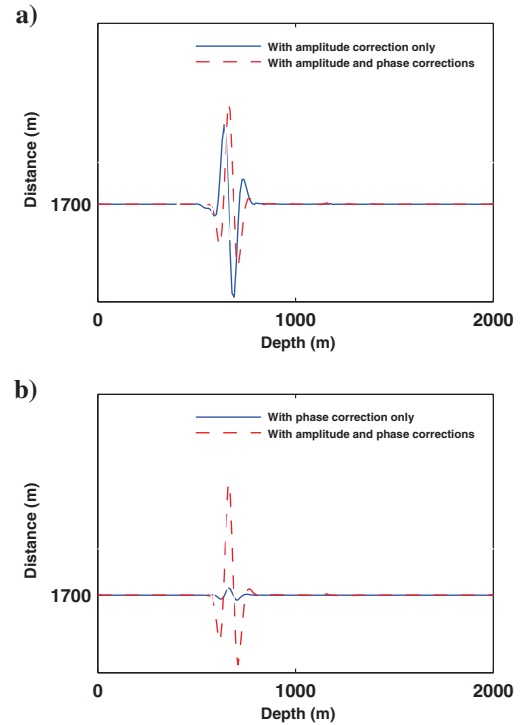 a)
With amplitude correction only
With amplitude and phase corrections
Distance (m)
1700
0
1000
2000
Depth (m)
b)
With phase correction only
With amplitude and phase corrections
Distance (m)
1700
0
1000
2000
Depth (m)